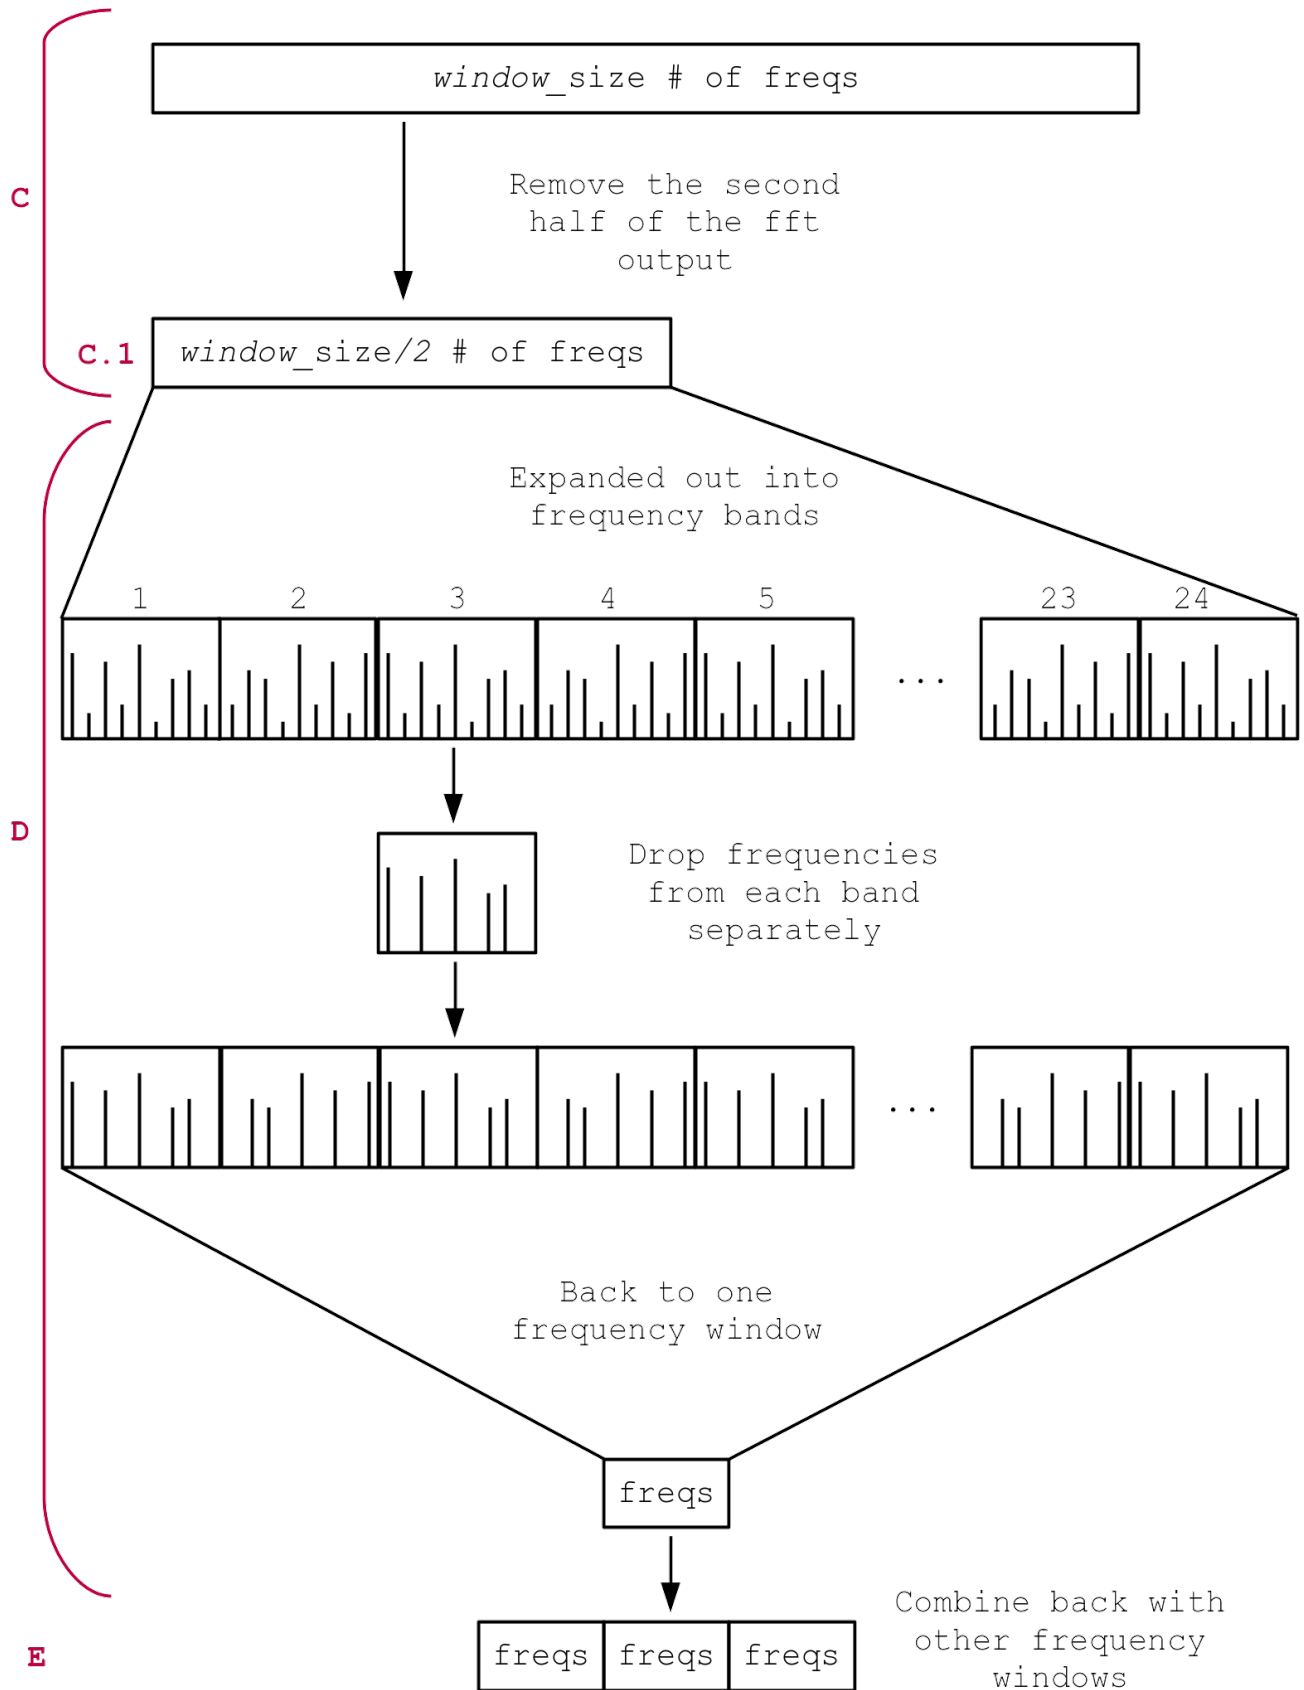 window_size # of freqs
C
Remove the second
half of the fft
output
C.1
window_size/2 # of freqs
Expanded out into
frequency bands
1 2 3 4 5 23 24
...
D
Drop frequencies
from each band
separately
...
Back to one
frequency window
freqs
E
freqs freqs freqs
Combine back with
other frequency
windows